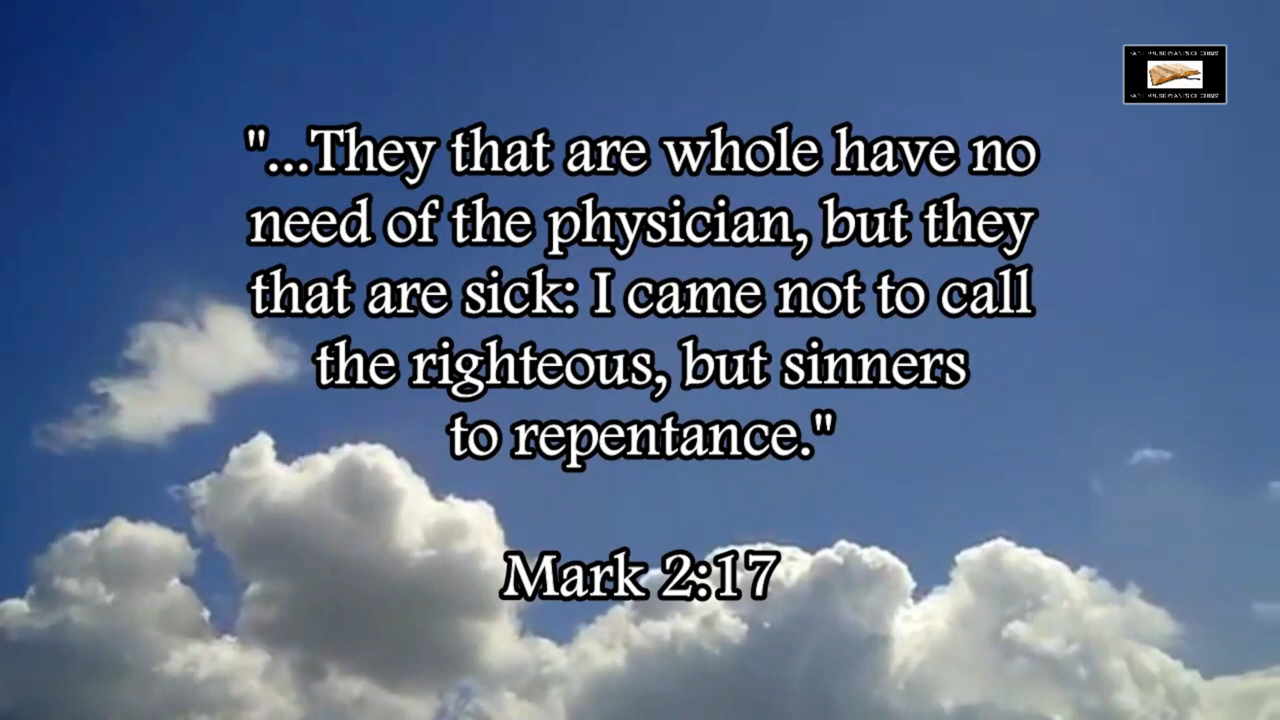 "...They that are whole have no
need of the physician, but they
that are sick: I came not to call
the righteous, but sinners
to repentance."
Mark 2:17